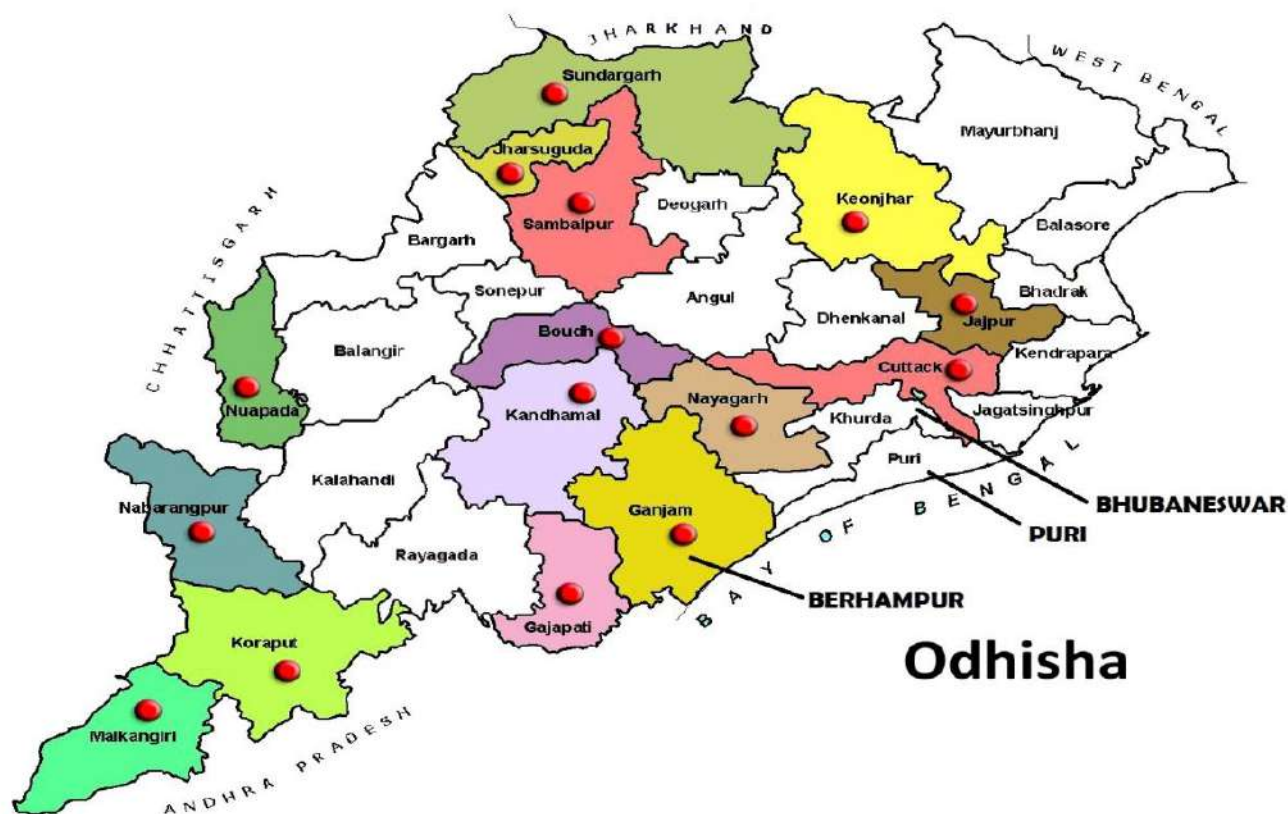 JHARKHAND
WEST BENGAL
Sundargarh
Mayurbhanj
Jharsuguda
Keonjhar
Deogarh
Sambalpur
Balasore
Bargarh
CHHATTISGARH
Sonepur
Angul
Bhadrak
Dhenkanal
Jajpur
Boudh
Balangir
Kendrapara
Cuttack
Nuapada
Kandhamal
Nayagarh
Khurda
Jagatsinghpur
Puri
Kalahandi
BAY OF BENGAL
BHUBANESWAR
Nabarangpur
Ganjam
PURI
Rayagada
BERHAMPUR
Gajapati
Koraput
Odhisha
Malkangiri
ANDHRA PRADESH